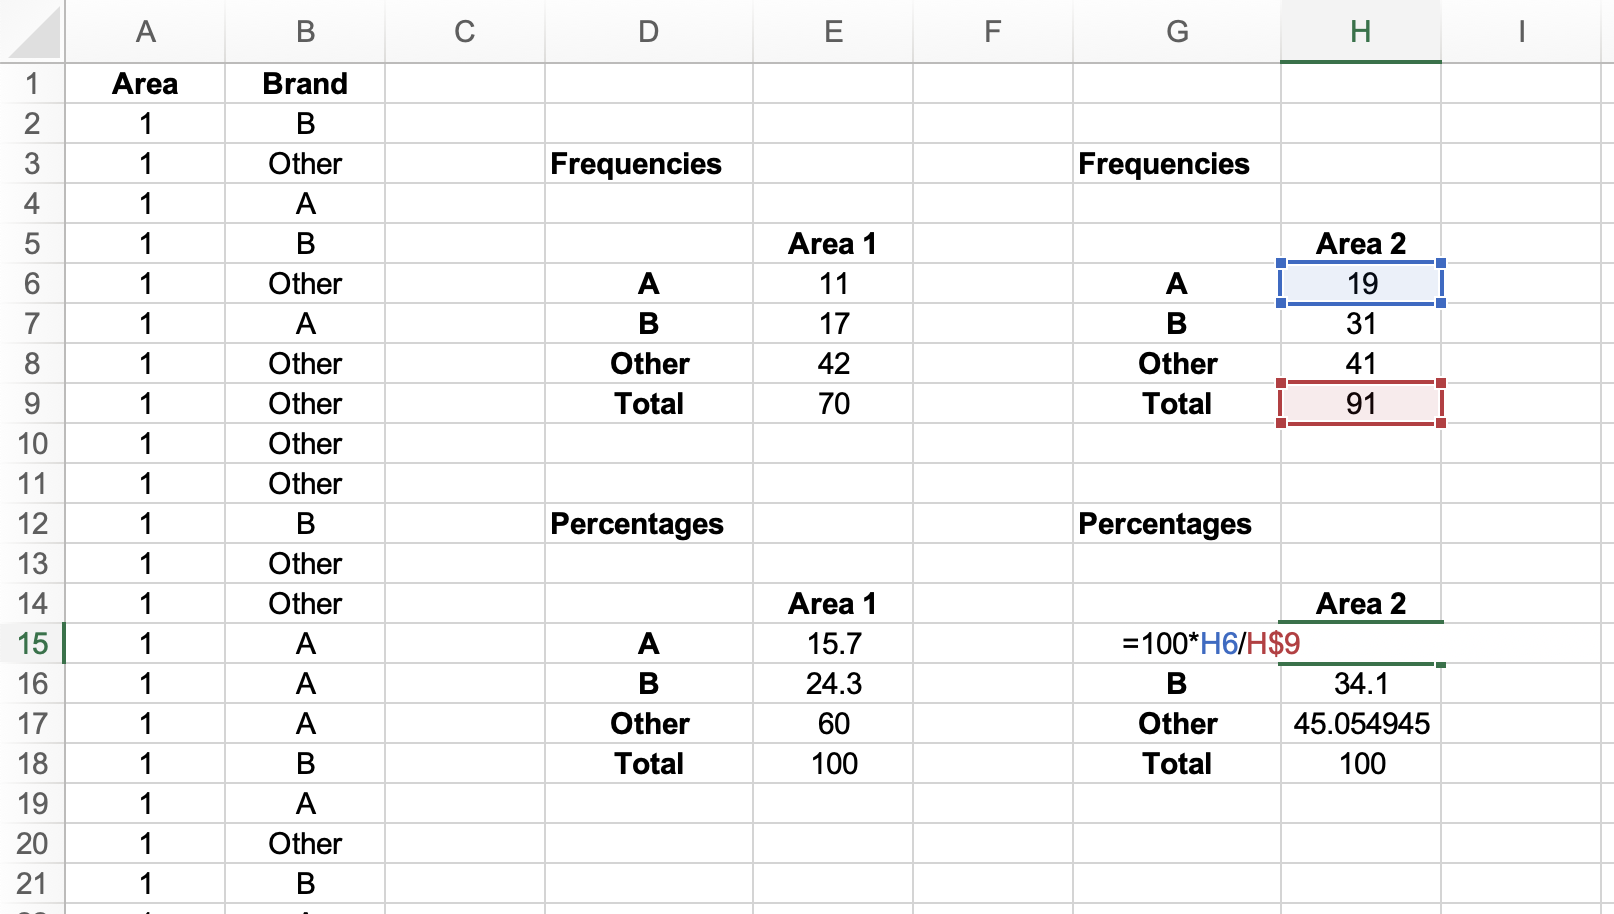 A B C D E F G H I
1 Area Brand
2 1 B
3 1 Other Frequencies Frequencies
4 1 A
5 1 B Area 1 Area 2
6 1 Other A 11 A 19
7 1 A B 17 B 31
8 1 Other Other 42 Other 41
9 1 Other Total 70 Total 91
10 1 Other
11 1 Other
12 1 B Percentages Percentages
13 1 Other
14 1 Other Area 1 Area 2
15 1 A A 15.7 =100*H6/H$9
16 1 A B 24.3 B 34.1
17 1 A Other 60 Other 45.054945
18 1 B Total 100 Total 100
19 1 A
20 1 Other
21 1 B